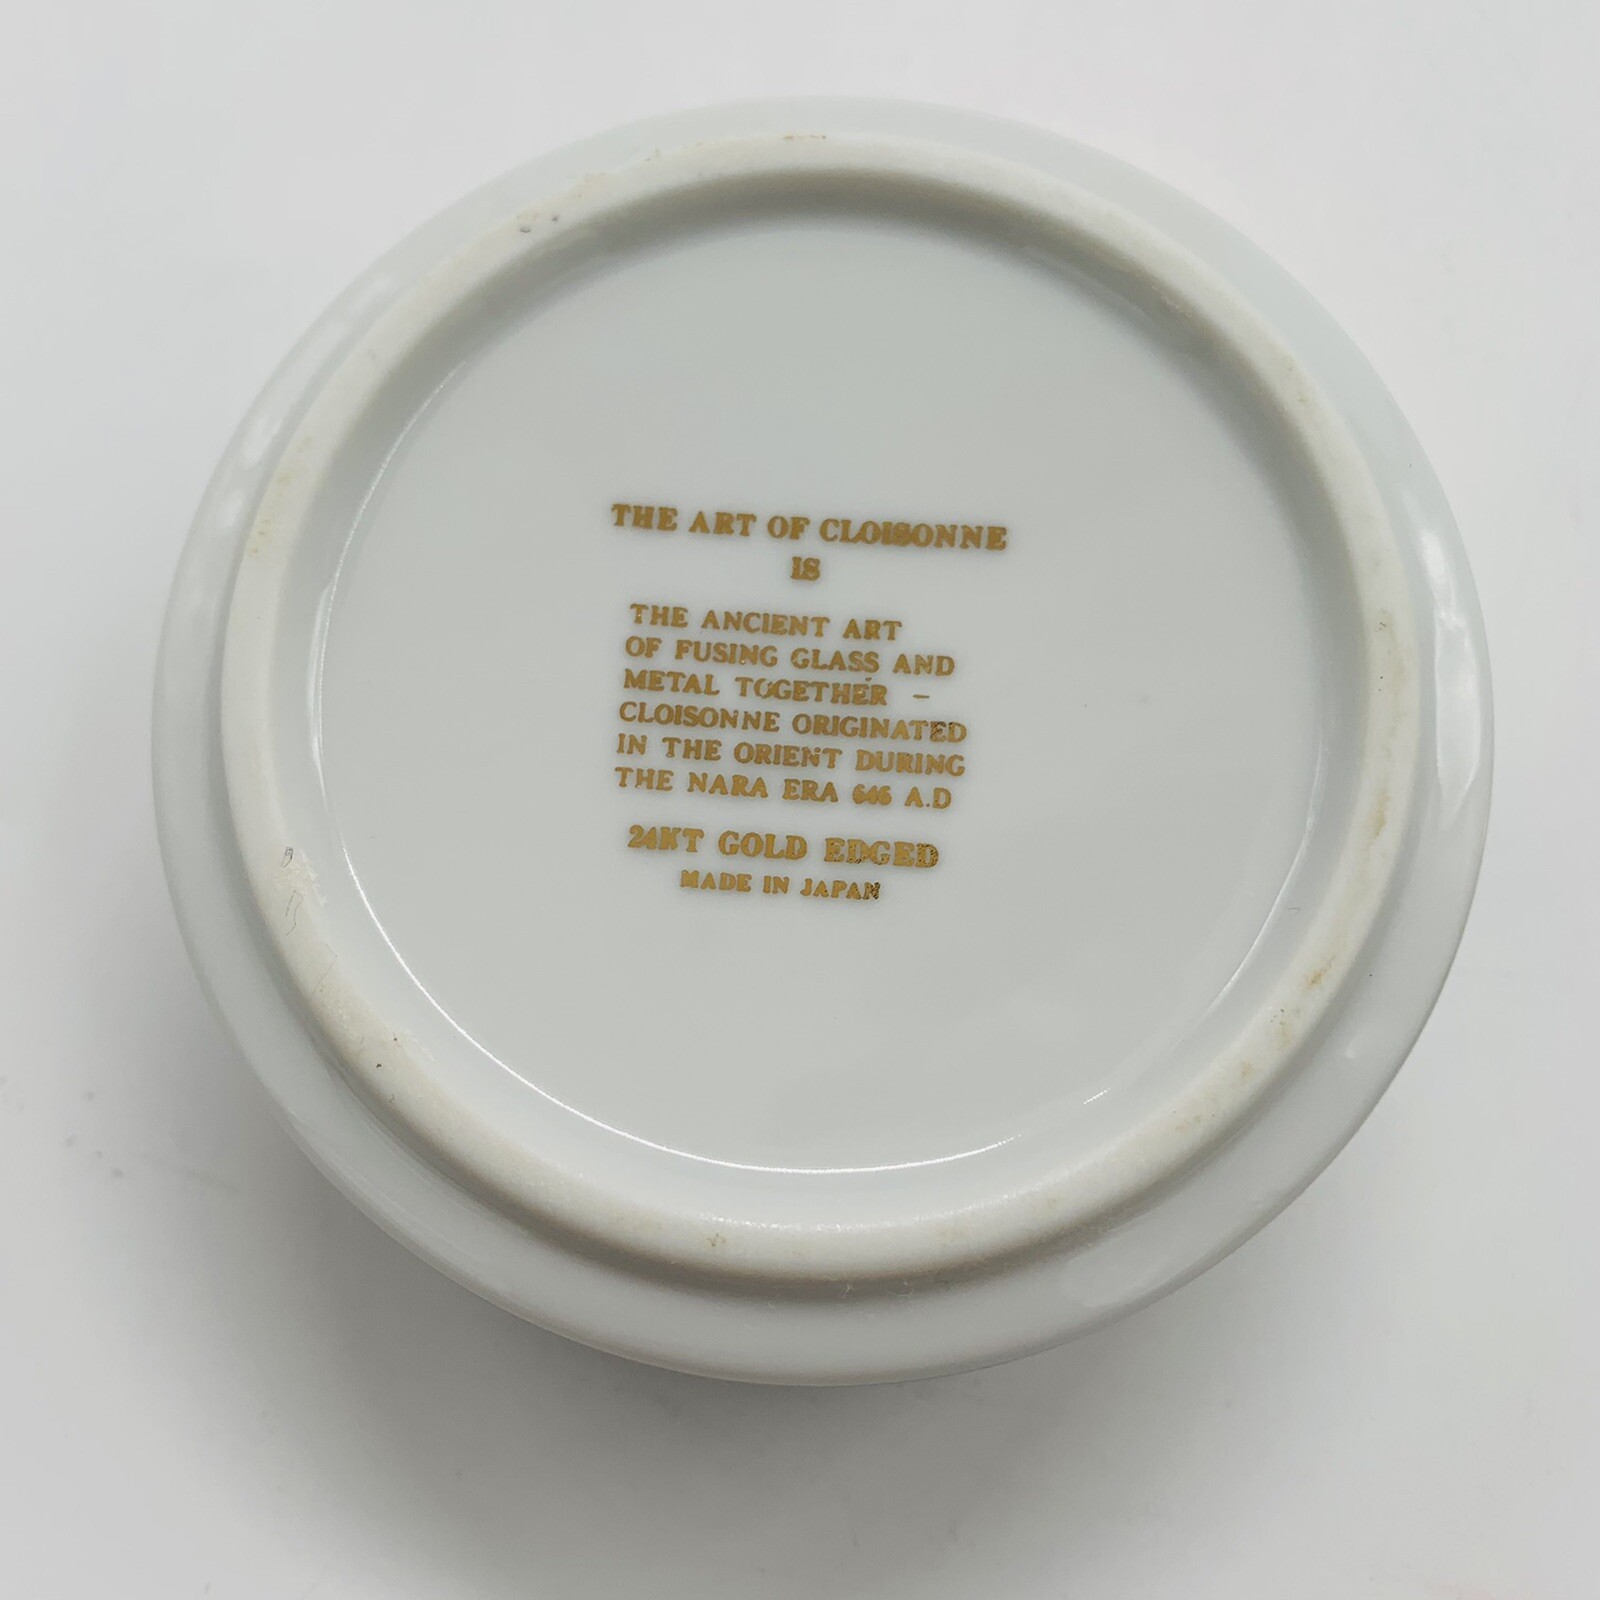 THE ART OF CLOISONNE
IS
THE ANCIENT ART
OF FUSING GLASS AND
METAL TOGETHER –
CLOISONNE ORIGINATED
IN THE ORIENT DURING
THE NARA ERA 646 A.D
24KT GOLD EDGED
MADE IN JAPAN